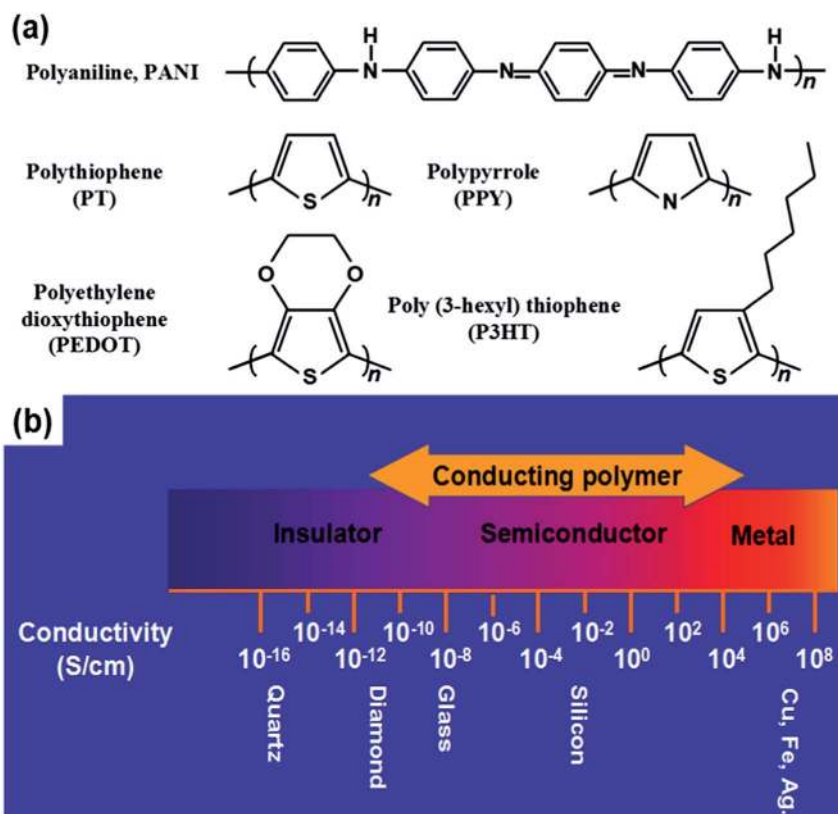 (a)
H
H
Polyaniline, PANI
N
N
N
N
n
Polythiophene
(PT)
S
n
Polypyrrole
(PPY)
N
n
O
O
Polyethylene
dioxythiophene
(PEDOT)
S
n
Poly (3-hexyl) thiophene
(P3HT)
S
n
(b)
Conducting polymer
Insulator
Semiconductor
Metal
Conductivity
(S/cm)
10⁻¹⁶
10⁻¹⁴
10⁻¹²
10⁻¹⁰
10⁻⁸
10⁻⁶
10⁻⁴
10⁻²
10⁰
10²
10⁴
10⁶
10⁸
Quartz
Diamond
Glass
Silicon
Cu, Fe, Ag.